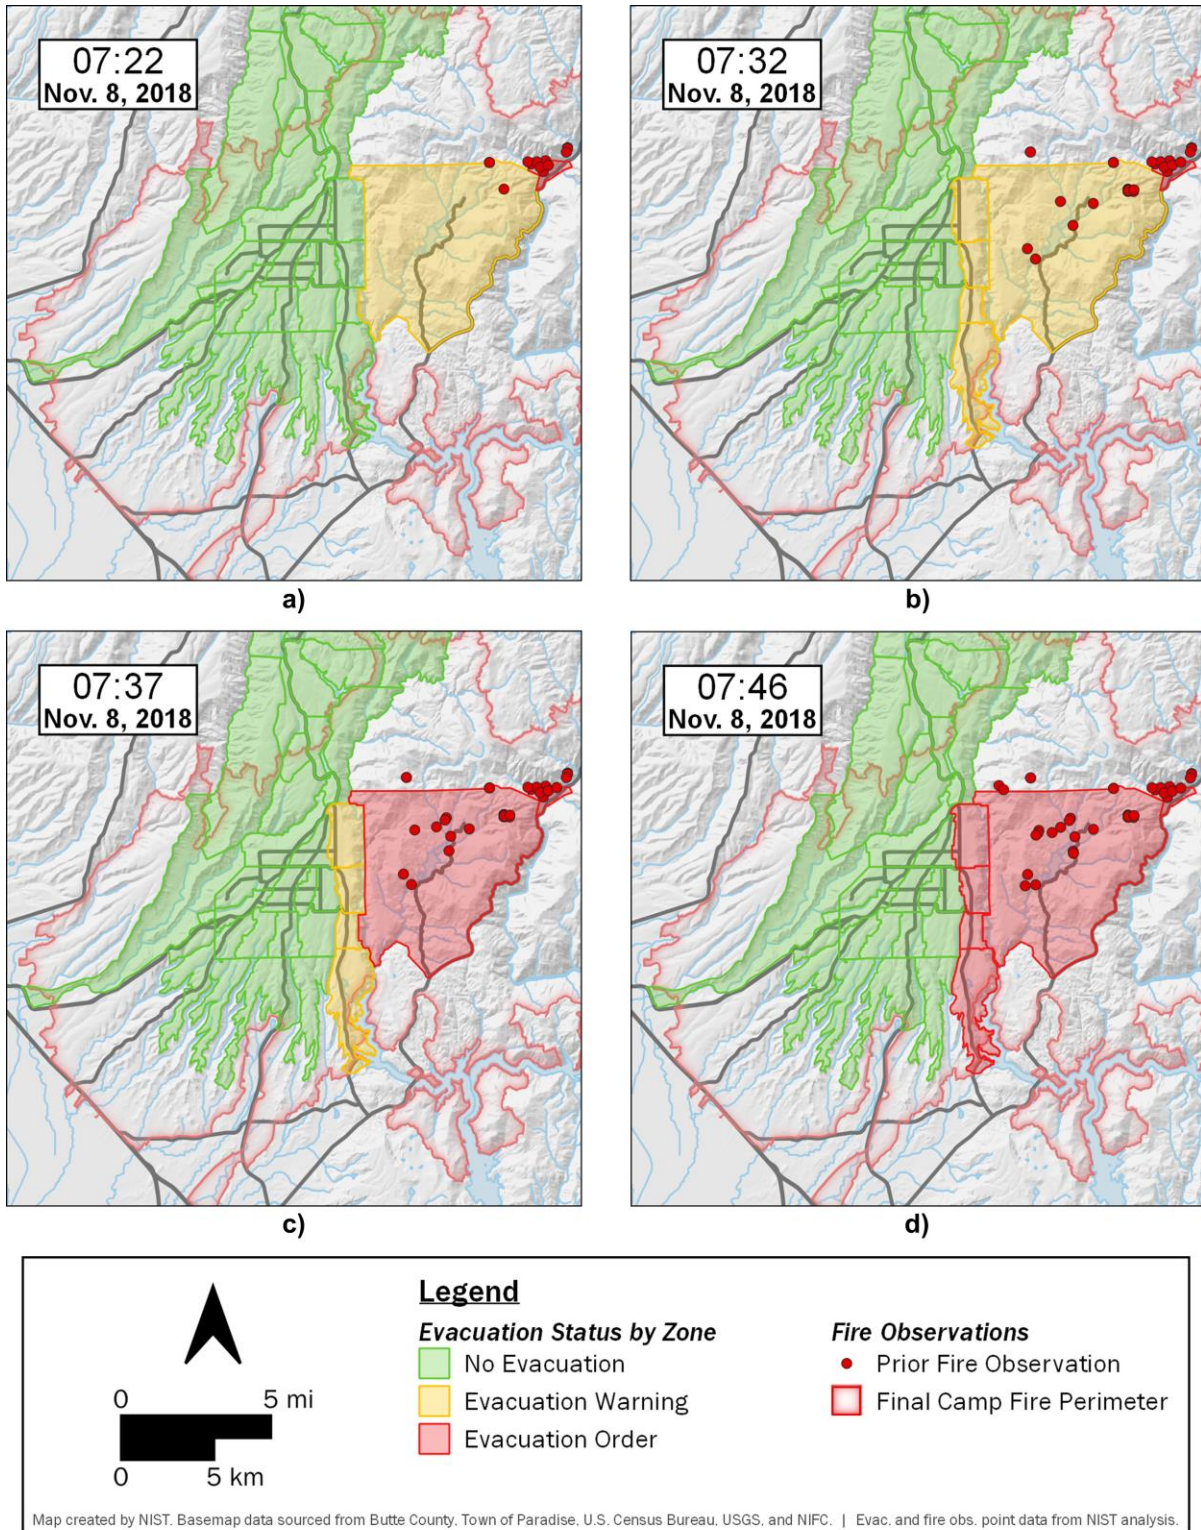 07:22
Nov. 8, 2018
07:32
Nov. 8, 2018
a)
b)
07:37
Nov. 8, 2018
07:46
Nov. 8, 2018
c)
d)
Legend
Evacuation Status by Zone
No Evacuation
Evacuation Warning
Evacuation Order
Fire Observations
Prior Fire Observation
Final Camp Fire Perimeter
0 5 mi
0 5 km
Map created by NIST. Basemap data sourced from Butte County, Town of Paradise, U.S. Census Bureau, USGS, and NIFC. | Evac. and fire obs. point data from NIST analysis.